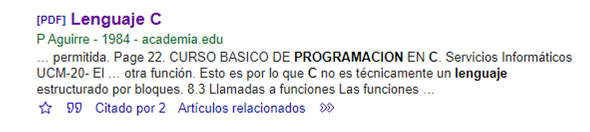 [PDF] Lenguaje C
P Aguirre - 1984 - academia.edu
... permitida. Page 22. CURSO BASICO DE PROGRAMACION EN C. Servicios Informáticos
UCM-20- El ... otra función. Esto es por lo que C no es técnicamente un lenguaje
estructurado por bloques. 8.3 Llamadas a funciones Las funciones ...
Citado por 2 Artículos relacionados